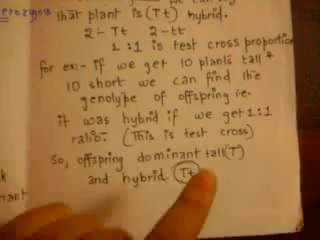 that plant is (Tt) hybrid.
2 - Tt 2 - tt
1 : 1 is test cross proportion
for ex:- if we get 10 plants tall &
10 short we can find the
genotype of offspring ie
it was hybrid if we get 1:1
ratio. (This is test cross)
So, offspring dominant tall (T)
and hybrid (Tt